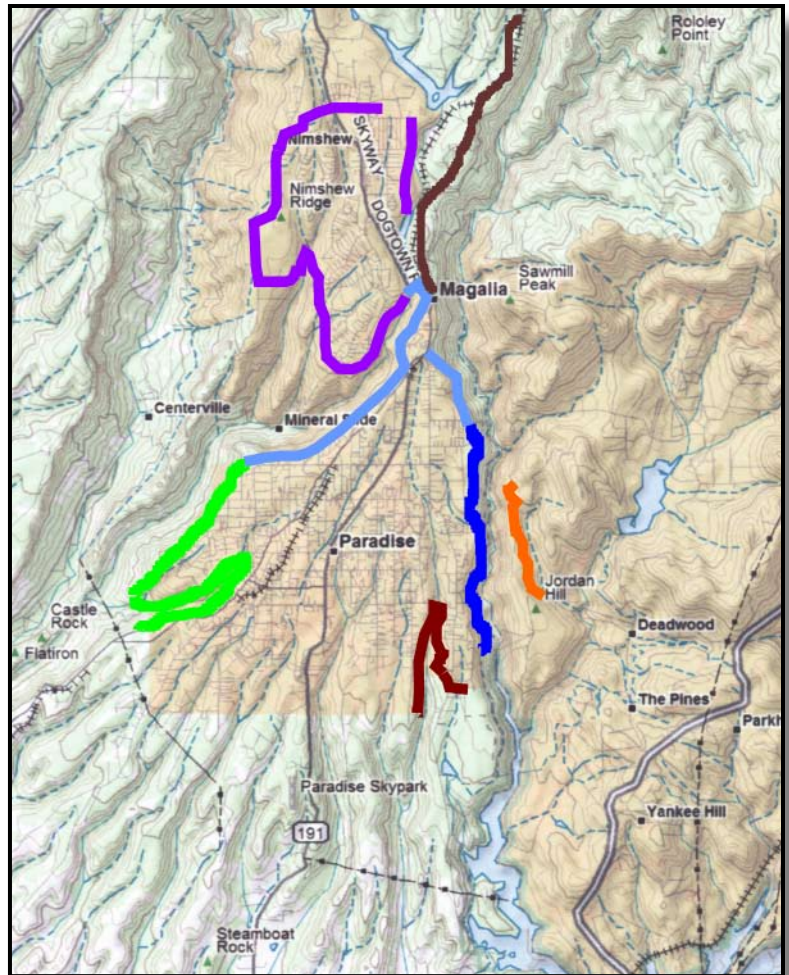 Rololey
Point
SKYWAY
Nimshew
Nimshew
Ridge
DOGTOWN R
Sawmill
Peak
Magalia
Centerville
Mineral Slide
Paradise
Jordan
Hill
Castle
Rock
Deadwood
Flatiron
The Pines
Parkh
Paradise Skypark
Yankee Hill
191
Steamboat
Rock